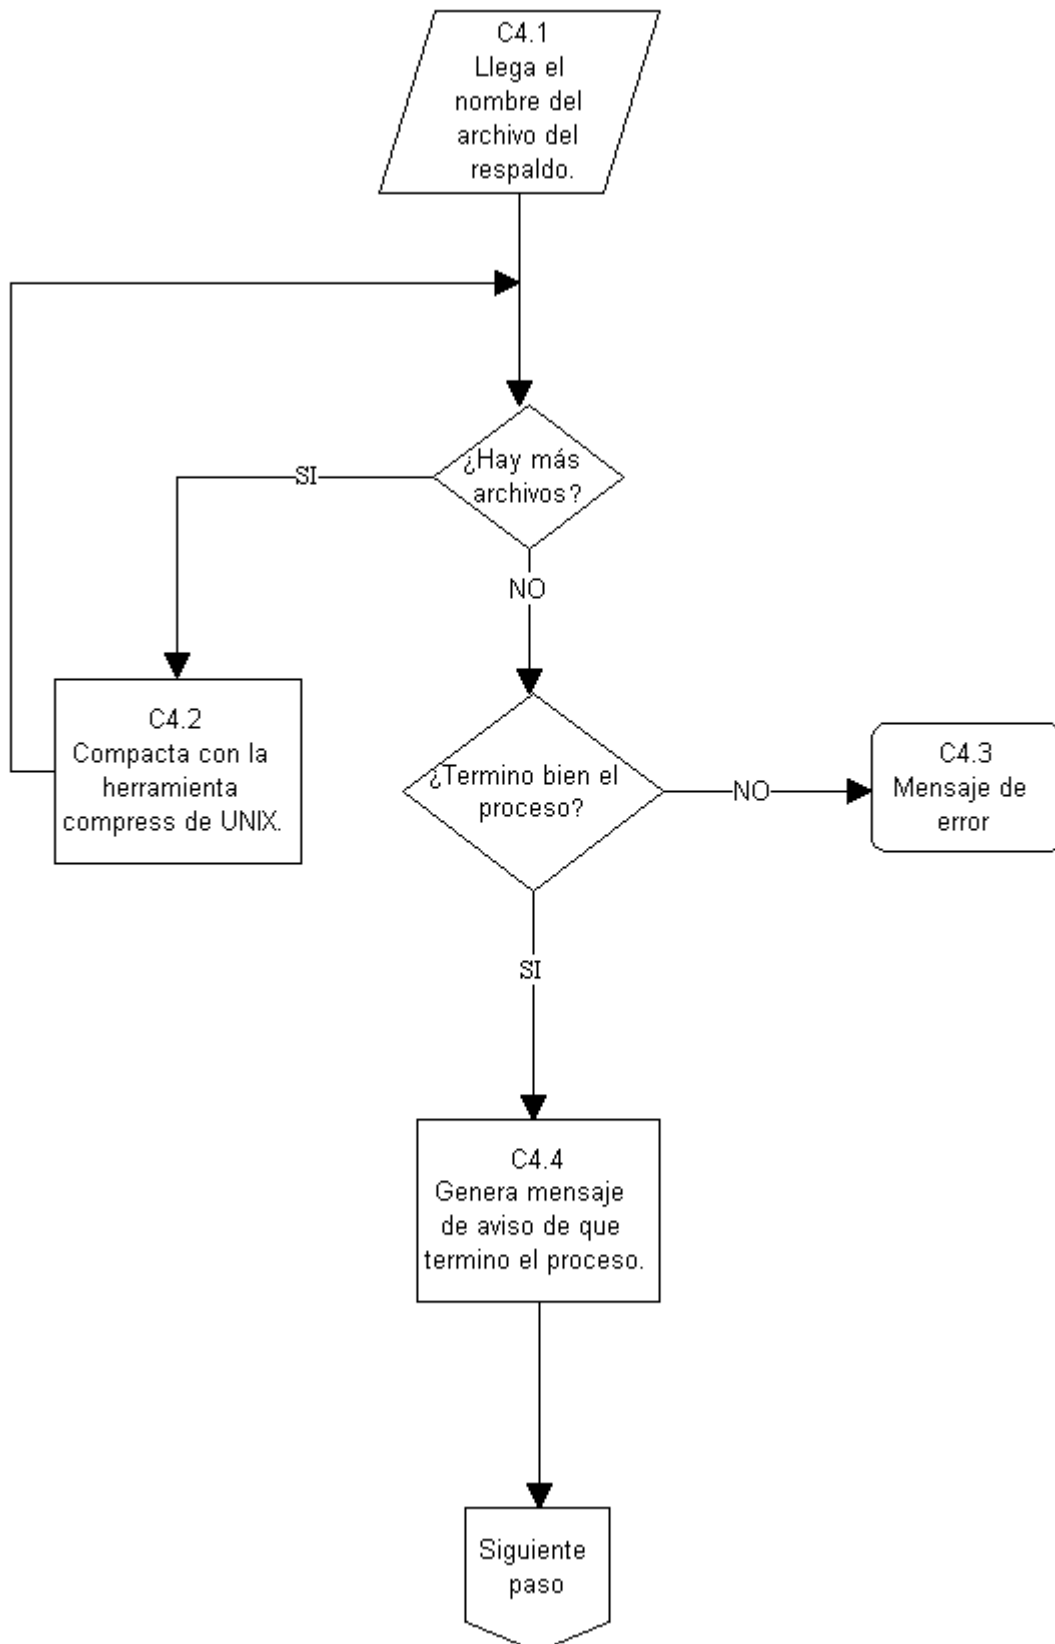 C4.1
Llega el
nombre del
archivo del
respaldo.
¿Hay más
archivos?
SI
NO
C4.2
Compacta con la
herramienta
compress de UNIX.
¿Termino bien el
proceso?
NO
C4.3
Mensaje de
error
SI
C4.4
Genera mensaje
de aviso de que
termino el proceso.
Siguiente
paso